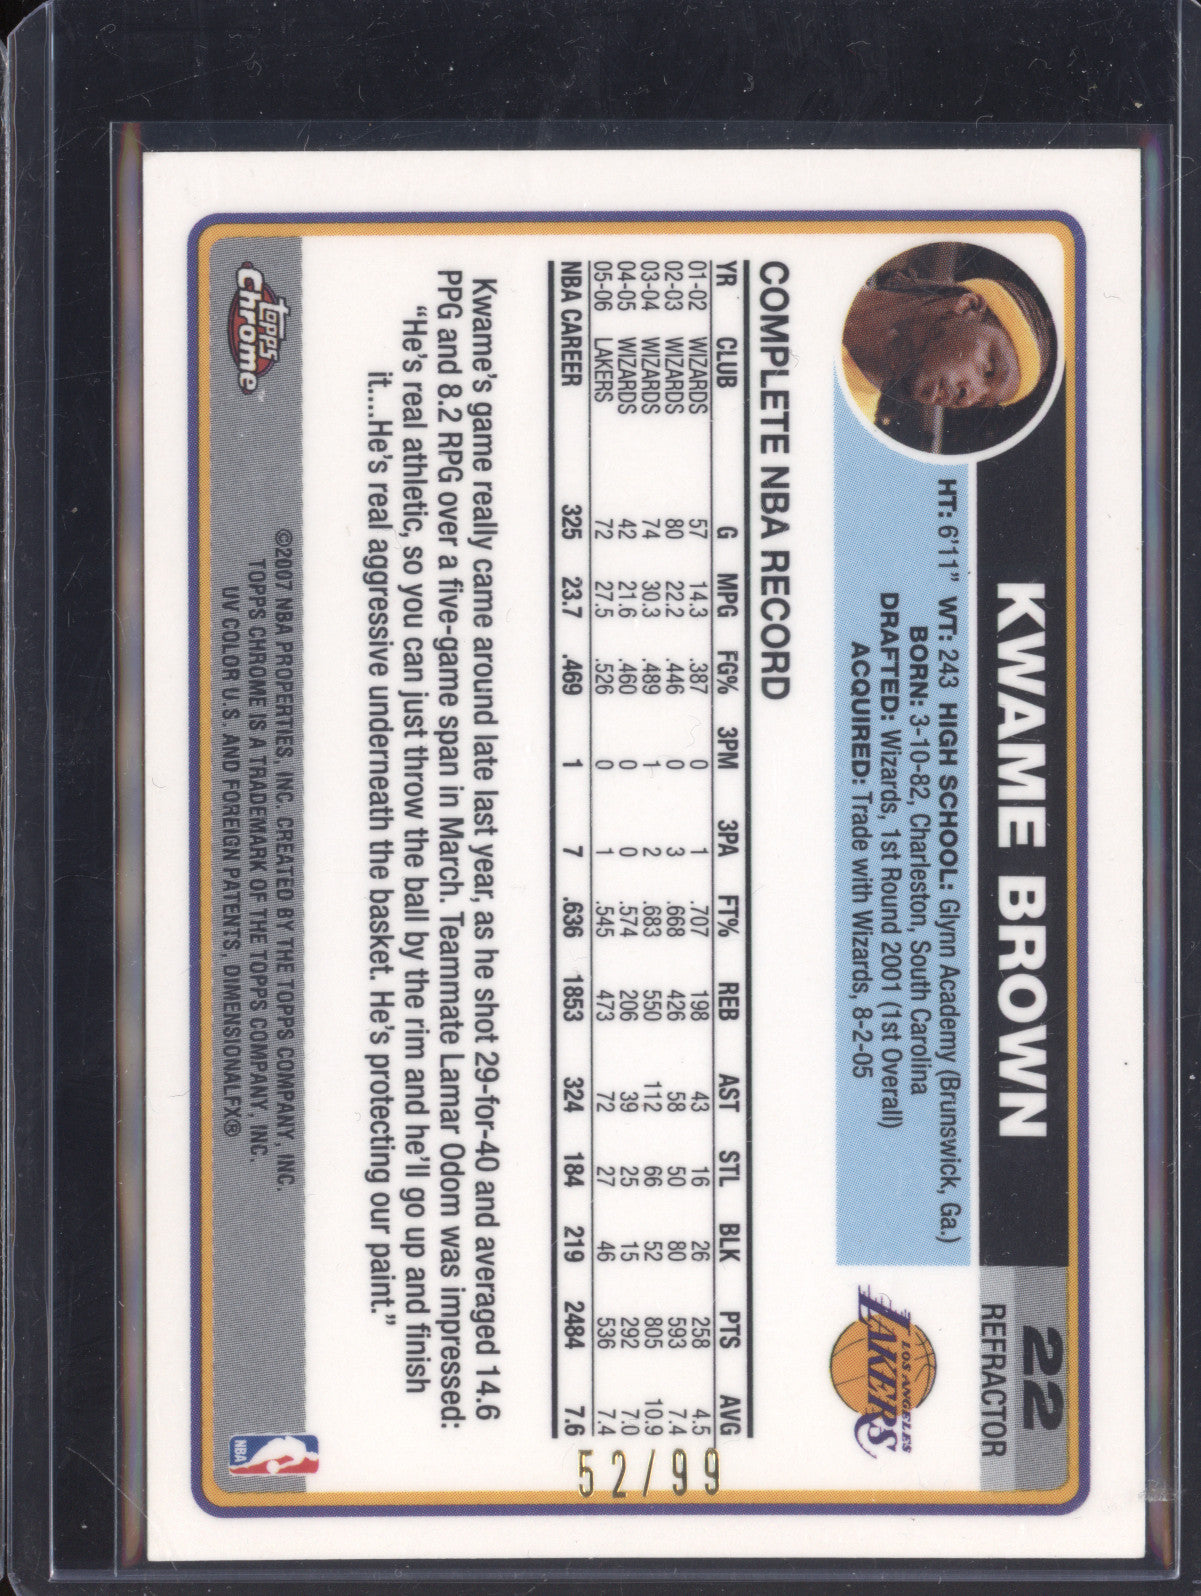 KWAME BROWN
22
REFRACTOR
HT: 6'11" WT: 243 HIGH SCHOOL: Glynn Academy (Brunswick, Ga.)
BORN: 3-10-82, Charleston, South Carolina
DRAFTED: Wizards, 1st Round 2001 (1st Overall)
ACQUIRED: Trade with Wizards, 8-2-05
LOS ANGELES
LAKERS
COMPLETE NBA RECORD
YR CLUB G MPG FG% 3PM 3PA FT% REB AST STL BLK PTS AVG
01-02 WIZARDS 57 14.3 .387 0 1 .707 198 43 16 26 258 4.5
02-03 WIZARDS 80 22.2 .446 0 3 .668 426 58 50 80 593 7.4
03-04 WIZARDS 74 30.3 .489 1 2 .683 550 112 66 52 805 10.9
04-05 WIZARDS 42 21.6 .460 0 0 .574 206 39 25 15 292 7.0
05-06 LAKERS 72 27.5 .526 0 1 .545 473 72 27 46 536 7.4
NBA CAREER 325 23.7 .469 1 7 .636 1853 324 184 219 2484 7.6
52/99
Kwame's game really came around late last year, as he shot 29-for-40 and averaged 14.6
PPG and 8.2 RPG over a five-game span in March. Teammate Lamar Odom was impressed:
“He's real athletic, so you can just throw the ball by the rim and he'll go up and finish
it....He's real aggressive underneath the basket. He's protecting our paint.”
topps
Chrome™
©2007 NBA PROPERTIES, INC. CREATED BY THE TOPPS COMPANY, INC.
TOPPS CHROME IS A TRADEMARK OF THE TOPPS COMPANY, INC.
UV COLOR U.S. AND FOREIGN PATENTS, DIMENSIONALFX®
NBA